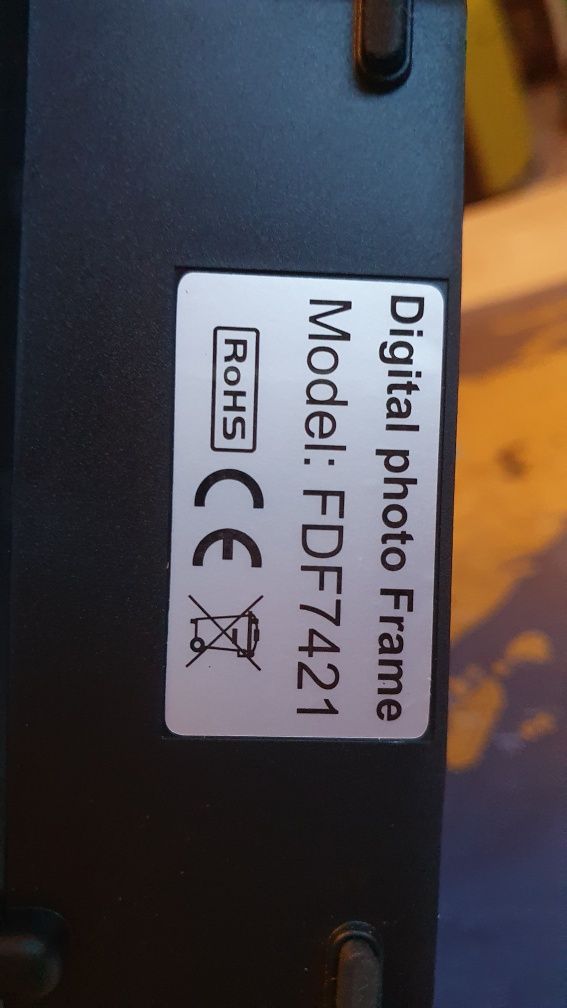 Digital photo Frame
Model: FDF7421
RoHS CE